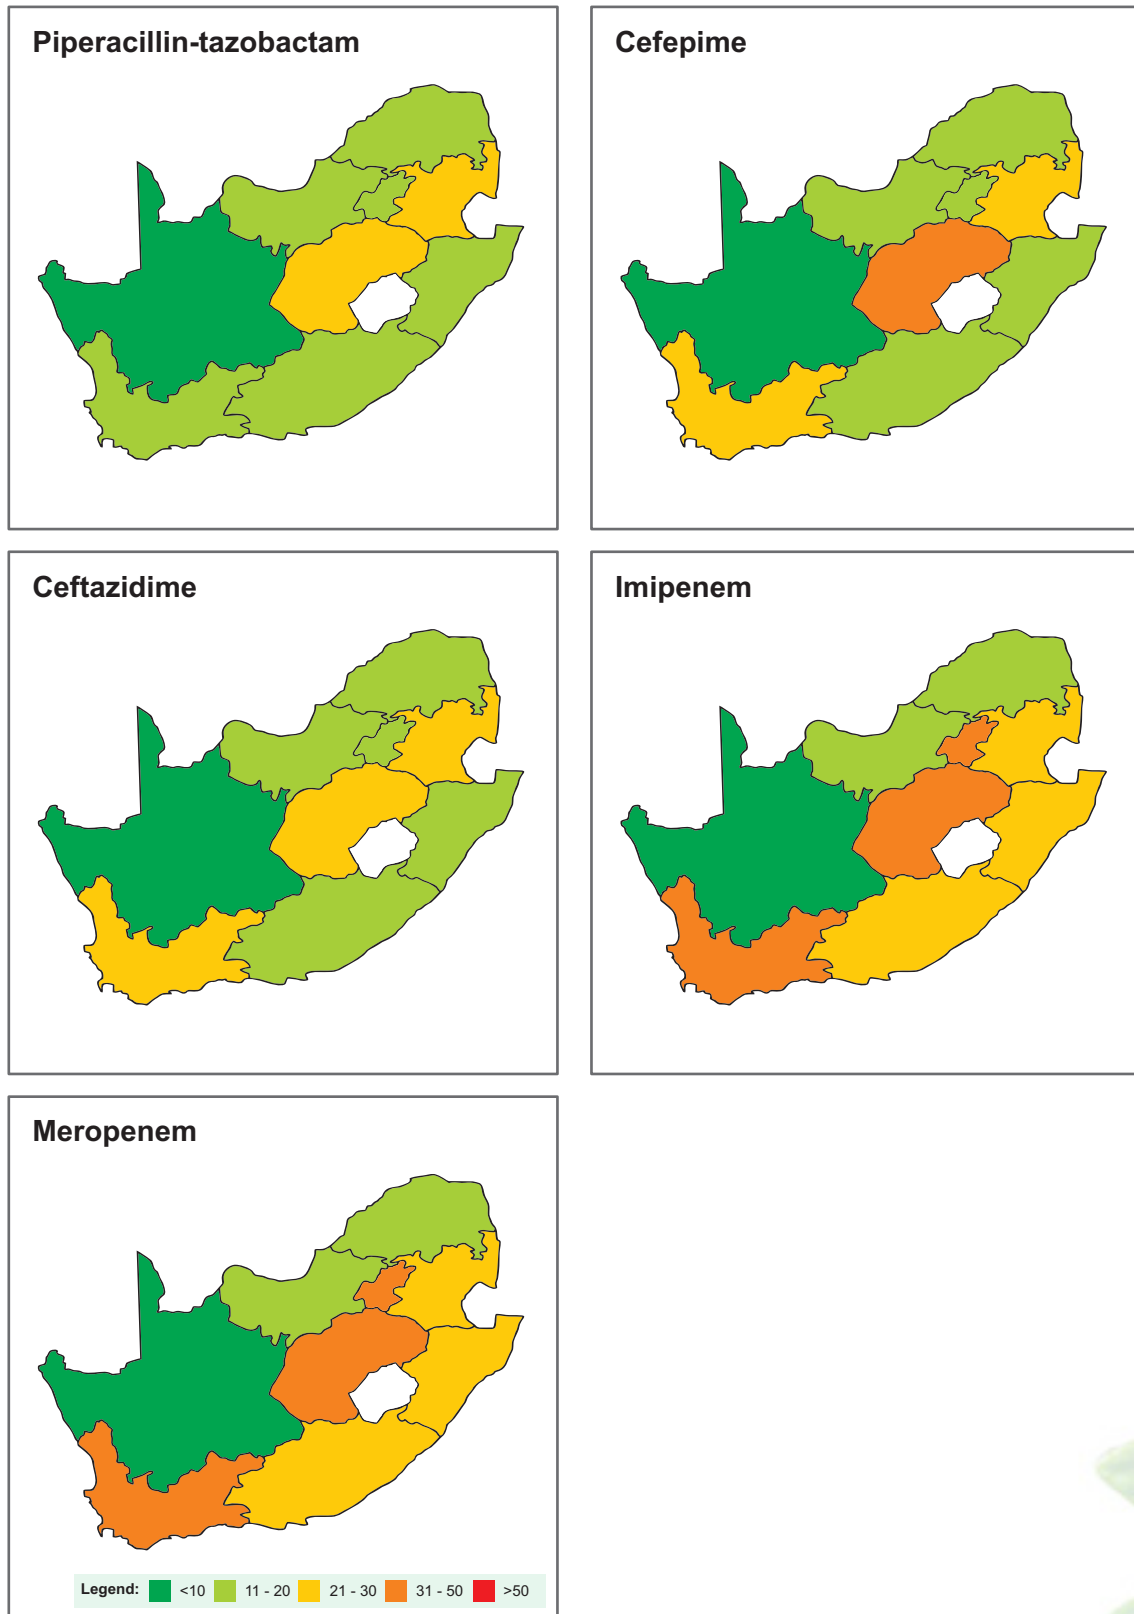 Piperacillin-tazobactam
Cefepime
Ceftazidime
Imipenem
Meropenem
Legend: <10 11 - 20 21 - 30 31 - 50 >50